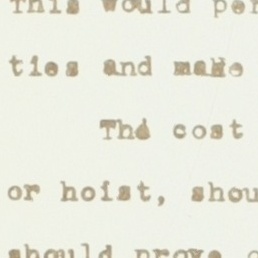 This would per
ties and make
The cost
or hoist, shou
should prove